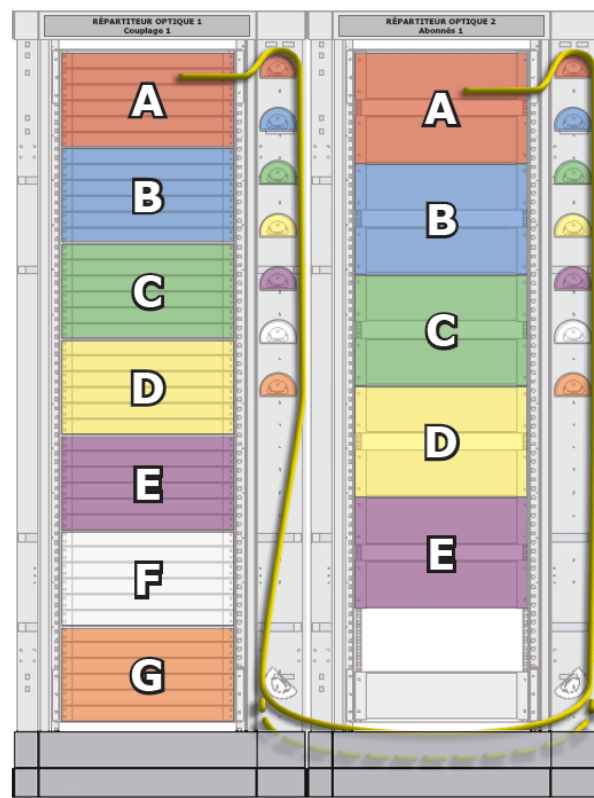 RÉPARTITEUR OPTIQUE 1
Couplage 1
RÉPARTITEUR OPTIQUE 2
Abonnés 1
A
B
C
D
E
F
G
A
B
C
D
E